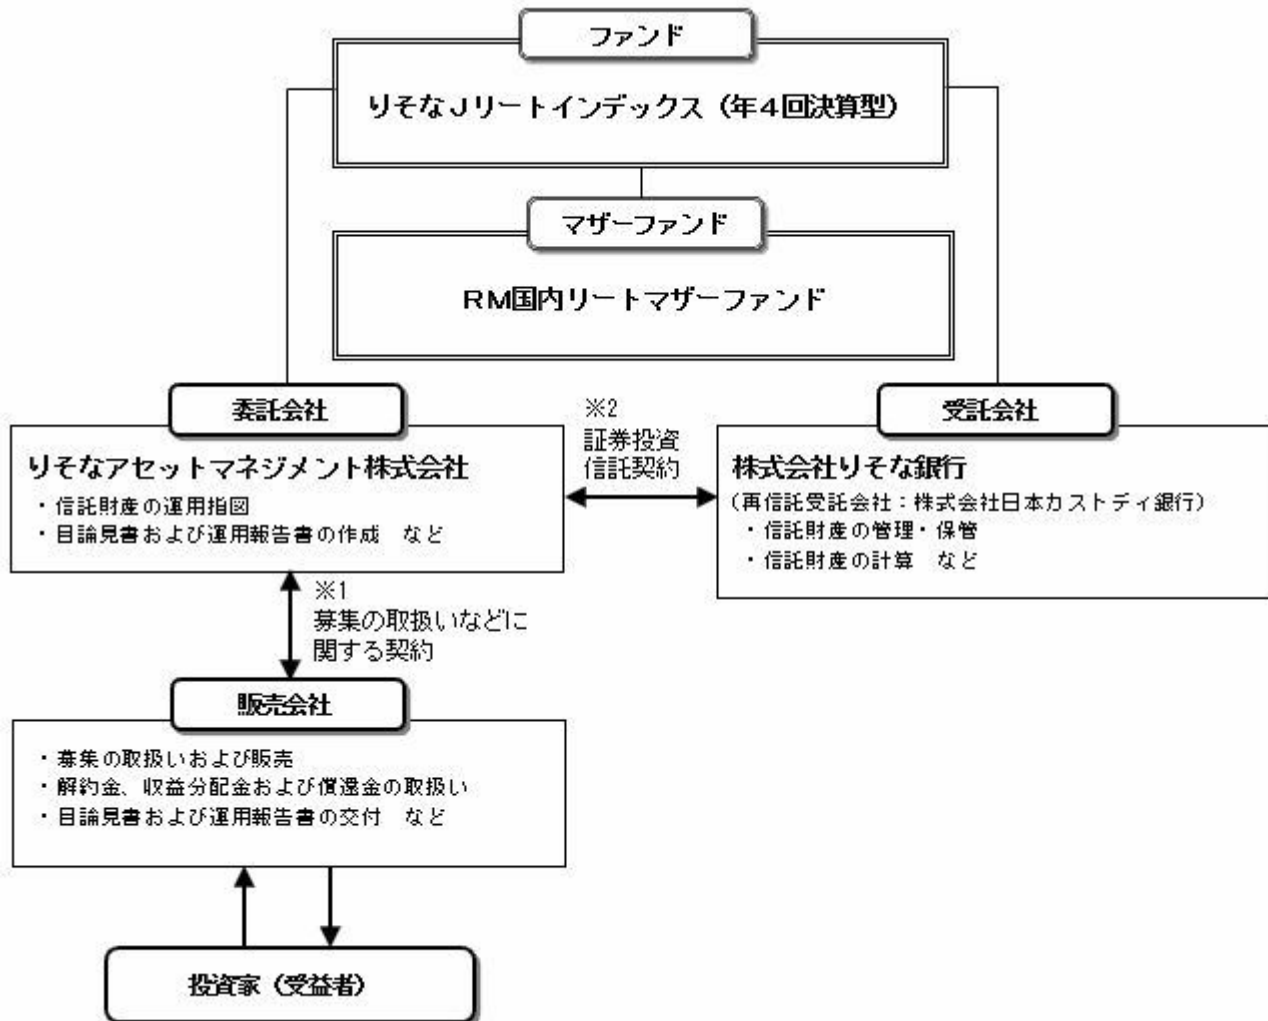 ファンド
りそなＪリートインデックス（年４回決算型）
マザーファンド
ＲＭ国内リートマザーファンド
委託会社
りそなアセットマネジメント株式会社
・信託財産の運用指図
・目論見書および運用報告書の作成　など
※2
証券投資
信託契約
受託会社
株式会社りそな銀行
（再信託受託会社：株式会社日本カストディ銀行）
・信託財産の管理・保管
・信託財産の計算　など
※1
募集の取扱いなどに
関する契約
販売会社
・募集の取扱いおよび販売
・解約金、収益分配金および償還金の取扱い
・目論見書および運用報告書の交付　など
投資家（受益者）